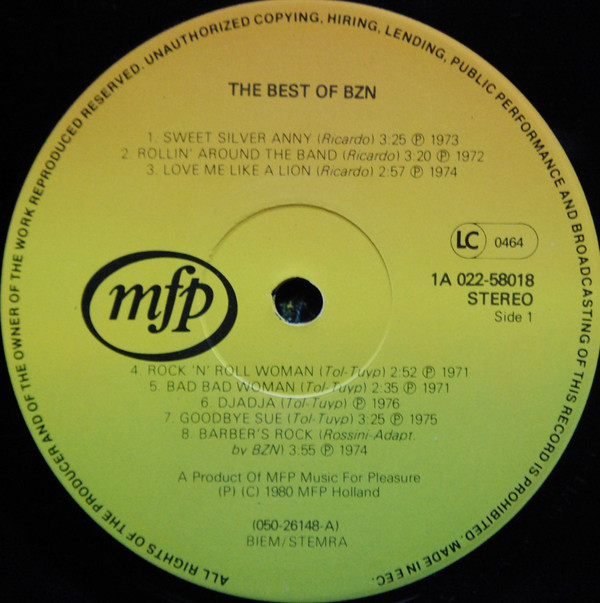 ALL RIGHTS OF THE PRODUCER AND OF THE OWNER OF THE WORK REPRODUCED RESERVED. UNAUTHORIZED COPYING, HIRING, LENDING, PUBLIC PERFORMANCE AND BROADCASTING OF THIS RECORD IS PROHIBITED. MADE IN EEC.
THE BEST OF BZN
1. SWEET SILVER ANNY (Ricardo) 3:25 ℗ 1973
2. ROLLIN' AROUND THE BAND (Ricardo) 3:20 ℗ 1972
3. LOVE ME LIKE A LION (Ricardo) 2:57 ℗ 1974
LC 0464
1A 022-58018
STEREO
Side 1
mfp
4. ROCK 'N' ROLL WOMAN (Tol-Tuyp) 2:52 ℗ 1971
5. BAD BAD WOMAN (Tol-Tuyp) 2:35 ℗ 1971
6. DJADJA (Tol-Tuyp) ℗ 1976
7. GOODBYE SUE (Tol-Tuyp) 3:25 ℗ 1975
8. BARBER'S ROCK (Rossini-Adapt.
by BZN) 3:55 ℗ 1974
A Product Of MFP Music For Pleasure
(P) (C) 1980 MFP Holland
(050-26148-A)
BIEM/STEMRA